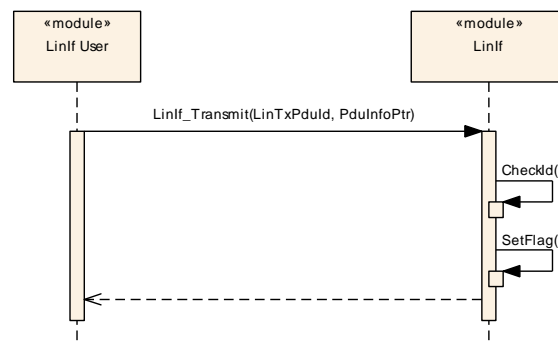 «module»
LinIf User
«module»
LinIf
LinIf_Transmit(LinTxPduId, PduInfoPtr)
CheckId(
SetFlag(